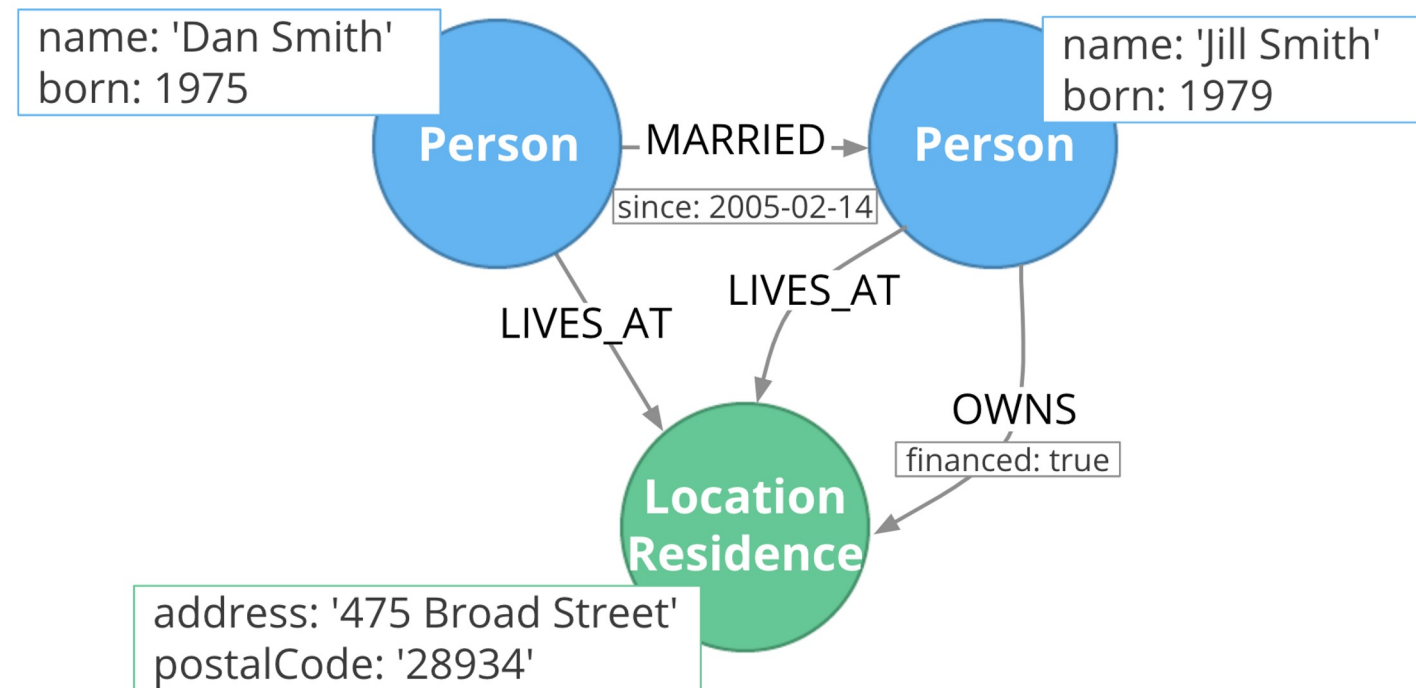 name: 'Dan Smith'
born: 1975
name: 'Jill Smith'
born: 1979
Person
MARRIED
Person
since: 2005-02-14
LIVES_AT
LIVES_AT
OWNS
financed: true
Location
Residence
address: '475 Broad Street'
postalCode: '28934'